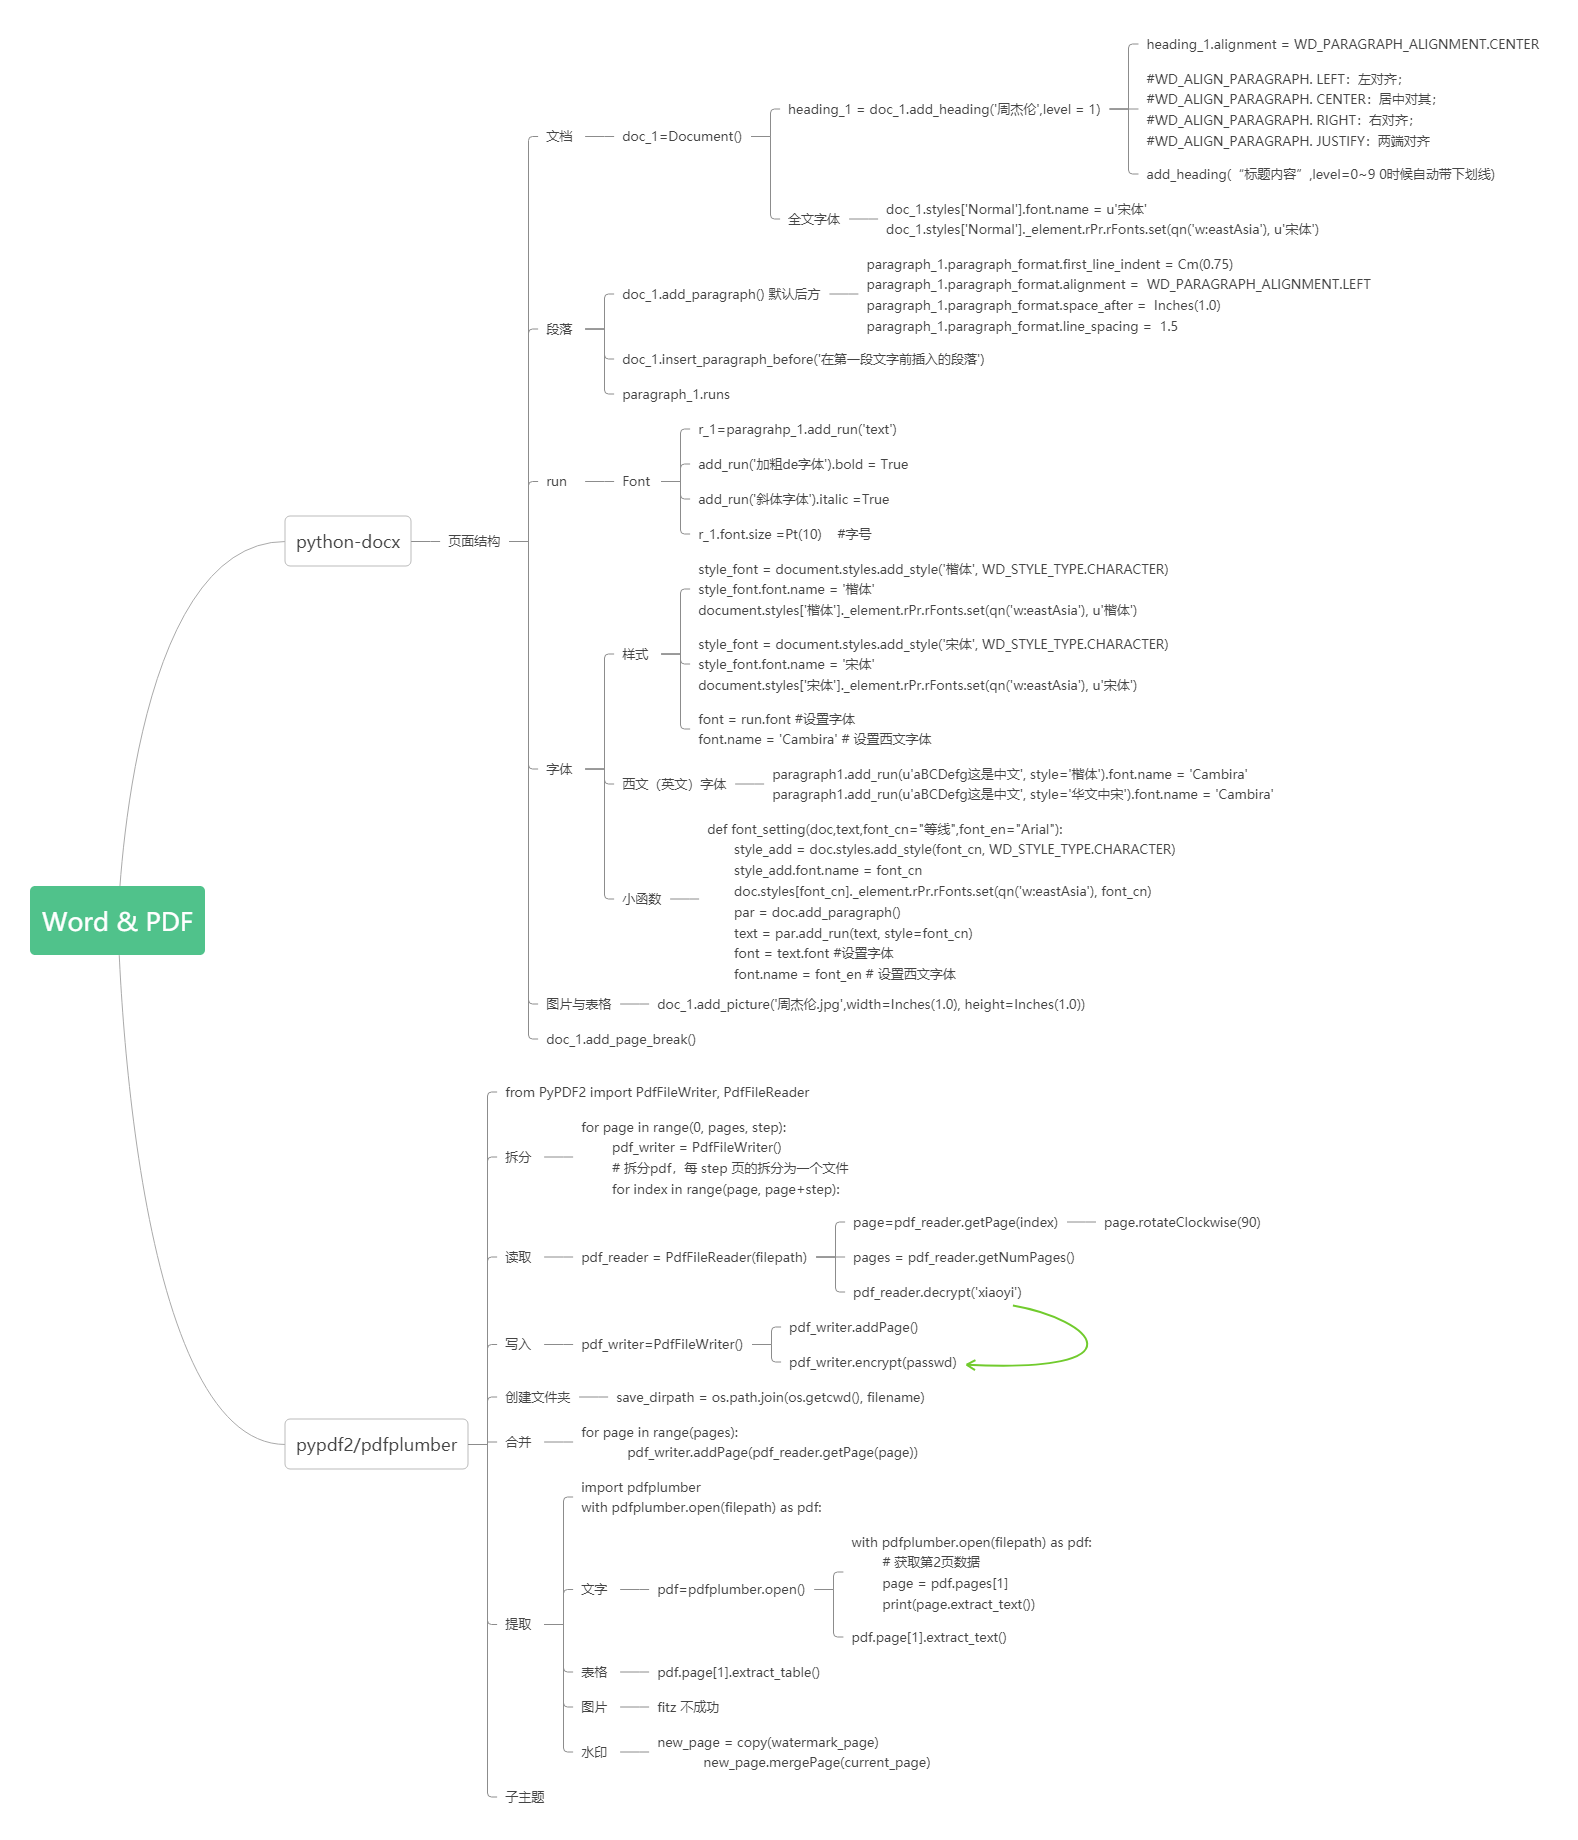 Word & PDF
python-docx
页面结构
文档
doc_1=Document()
heading_1 = doc_1.add_heading('周杰伦',level = 1)
heading_1.alignment = WD_PARAGRAPH_ALIGNMENT.CENTER
#WD_ALIGN_PARAGRAPH. LEFT：左对齐；
#WD_ALIGN_PARAGRAPH. CENTER：居中对其；
#WD_ALIGN_PARAGRAPH. RIGHT：右对齐；
#WD_ALIGN_PARAGRAPH. JUSTIFY：两端对齐
add_heading(“标题内容”,level=0~9 0时候自动带下划线)
全文字体
doc_1.styles['Normal'].font.name = u'宋体'
doc_1.styles['Normal']._element.rPr.rFonts.set(qn('w:eastAsia'), u'宋体')
段落
doc_1.add_paragraph() 默认后方
paragraph_1.paragraph_format.first_line_indent = Cm(0.75)
paragraph_1.paragraph_format.alignment =  WD_PARAGRAPH_ALIGNMENT.LEFT
paragraph_1.paragraph_format.space_after =  Inches(1.0)
paragraph_1.paragraph_format.line_spacing =  1.5
doc_1.insert_paragraph_before('在第一段文字前插入的段落')
paragraph_1.runs
run
Font
r_1=paragrahp_1.add_run('text')
add_run('加粗de字体').bold = True
add_run('斜体字体').italic =True
r_1.font.size =Pt(10)    #字号
字体
样式
style_font = document.styles.add_style('楷体', WD_STYLE_TYPE.CHARACTER)
style_font.font.name = '楷体'
document.styles['楷体']._element.rPr.rFonts.set(qn('w:eastAsia'), u'楷体')
style_font = document.styles.add_style('宋体', WD_STYLE_TYPE.CHARACTER)
style_font.font.name = '宋体'
document.styles['宋体']._element.rPr.rFonts.set(qn('w:eastAsia'), u'宋体')
font = run.font #设置字体
font.name = 'Cambira' # 设置西文字体
西文（英文）字体
paragraph1.add_run(u'aBCDefg这是中文', style='楷体').font.name = 'Cambira'
paragraph1.add_run(u'aBCDefg这是中文', style='华文中宋').font.name = 'Cambira'
小函数
def font_setting(doc,text,font_cn="等线",font_en="Arial"):
style_add = doc.styles.add_style(font_cn, WD_STYLE_TYPE.CHARACTER)
style_add.font.name = font_cn
doc.styles[font_cn]._element.rPr.rFonts.set(qn('w:eastAsia'), font_cn)
par = doc.add_paragraph()
text = par.add_run(text, style=font_cn)
font = text.font #设置字体
font.name = font_en # 设置西文字体
图片与表格
doc_1.add_picture('周杰伦.jpg',width=Inches(1.0), height=Inches(1.0))
doc_1.add_page_break()
pypdf2/pdfplumber
from PyPDF2 import PdfFileWriter, PdfFileReader
拆分
for page in range(0, pages, step):
pdf_writer = PdfFileWriter()
# 拆分pdf，每 step 页的拆分为一个文件
for index in range(page, page+step):
读取
pdf_reader = PdfFileReader(filepath)
page=pdf_reader.getPage(index)
page.rotateClockwise(90)
pages = pdf_reader.getNumPages()
pdf_reader.decrypt('xiaoyi')
写入
pdf_writer=PdfFileWriter()
pdf_writer.addPage()
pdf_writer.encrypt(passwd)
创建文件夹
save_dirpath = os.path.join(os.getcwd(), filename)
合并
for page in range(pages):
pdf_writer.addPage(pdf_reader.getPage(page))
提取
import pdfplumber
with pdfplumber.open(filepath) as pdf:
文字
pdf=pdfplumber.open()
with pdfplumber.open(filepath) as pdf:
# 获取第2页数据
page = pdf.pages[1]
print(page.extract_text())
pdf.page[1].extract_text()
表格
pdf.page[1].extract_table()
图片
fitz 不成功
水印
new_page = copy(watermark_page)
new_page.mergePage(current_page)
子主题